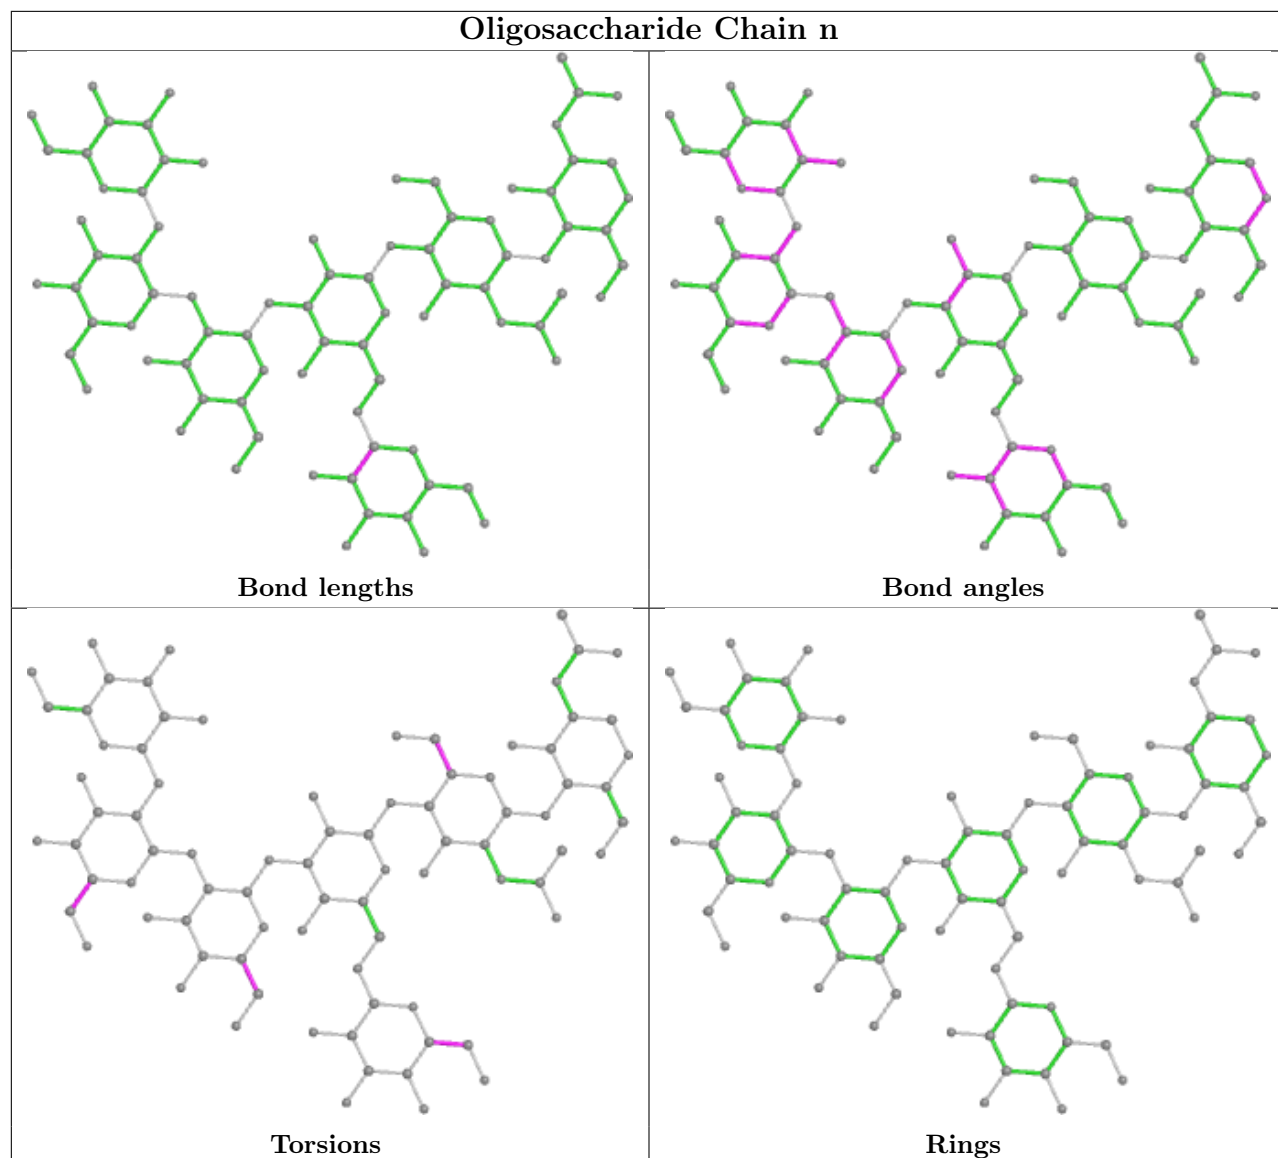 Oligosaccharide Chain n
Bond lengths
Bond angles
Torsions
Rings